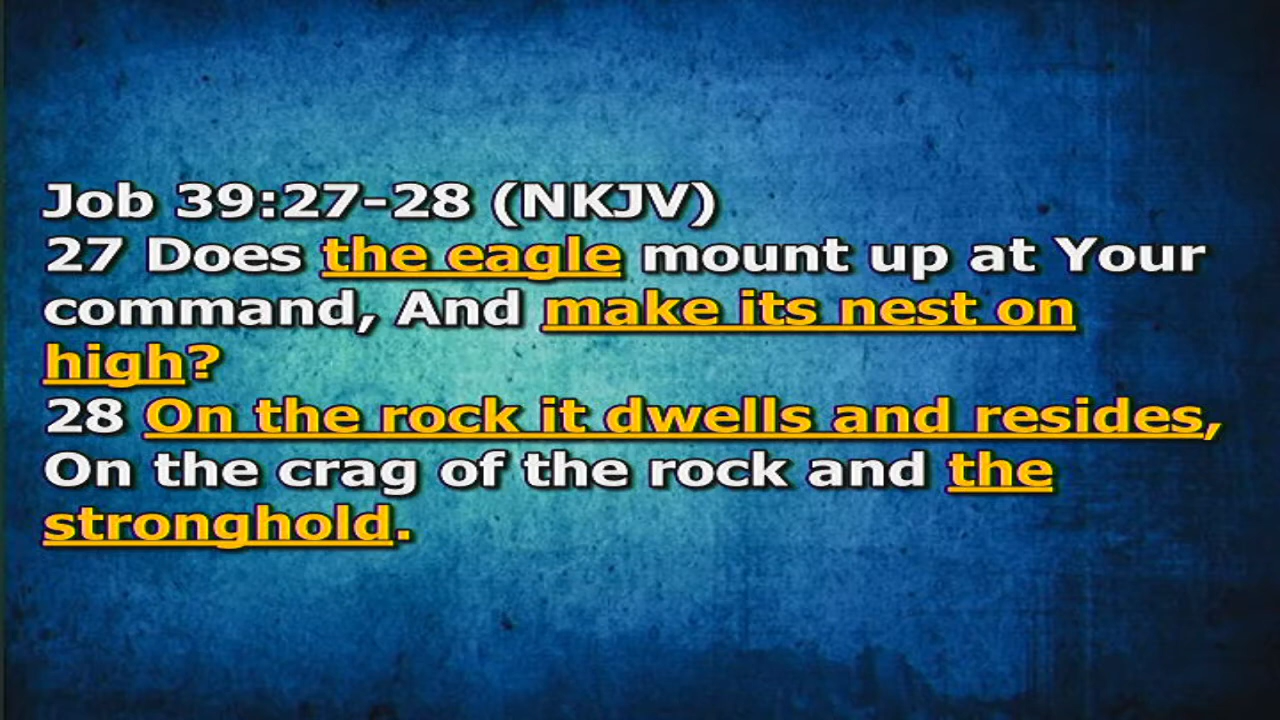 Job 39:27-28 (NKJV)
27 Does the eagle mount up at Your
command, And make its nest on
high?
28 On the rock it dwells and resides,
On the crag of the rock and the
stronghold.